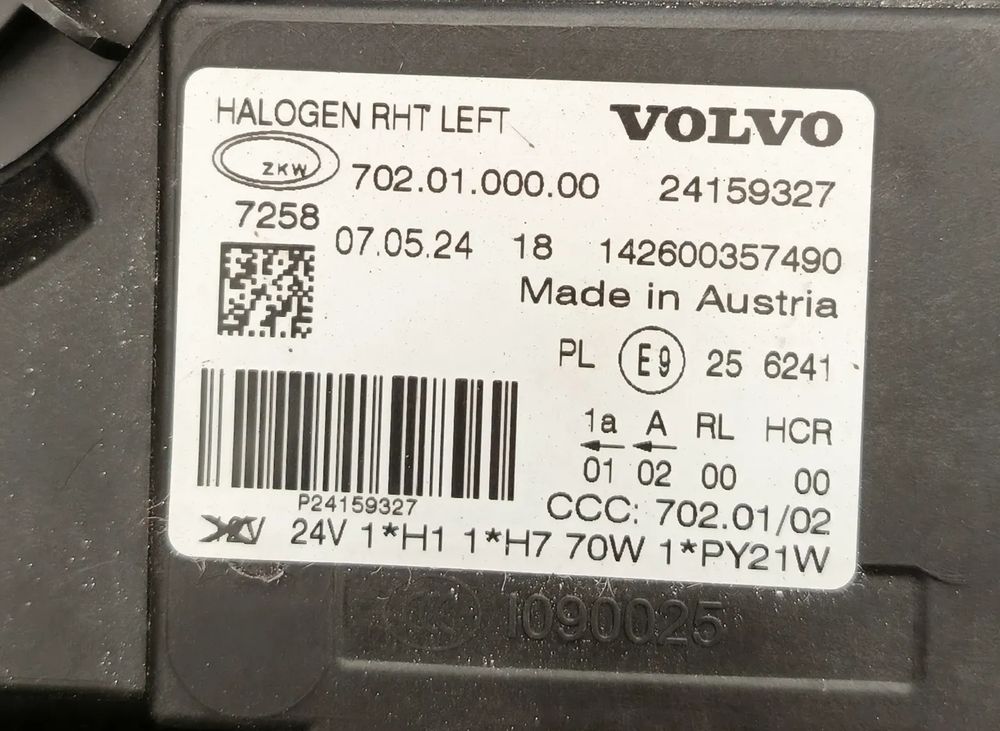 HALOGEN RHT LEFT VOLVO
ZKW 702.01.000.00 24159327
7258
07.05.24 18 142600357490
Made in Austria
PL E9 25 6241
1a A RL HCR
01 02 00 00
P24159327
CCC: 702.01/02
24V 1*H1 1*H7 70W 1*PY21W
I090025